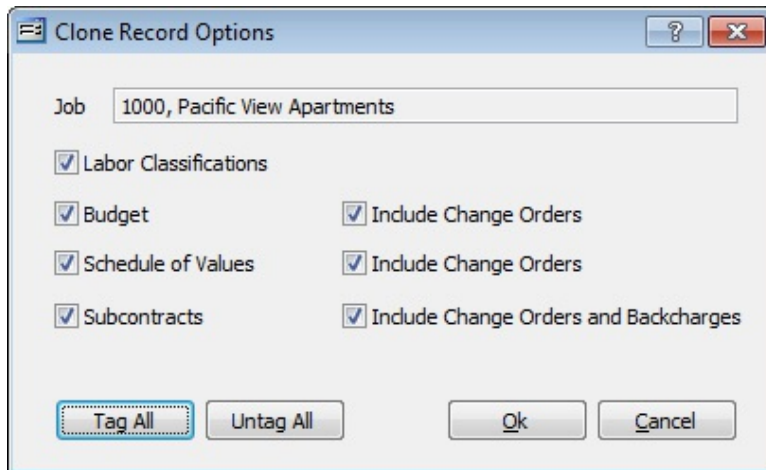 Clone Record Options
Job 1000, Pacific View Apartments
Labor Classifications
Budget Include Change Orders
Schedule of Values Include Change Orders
Subcontracts Include Change Orders and Backcharges
Tag All Untag All Ok Cancel